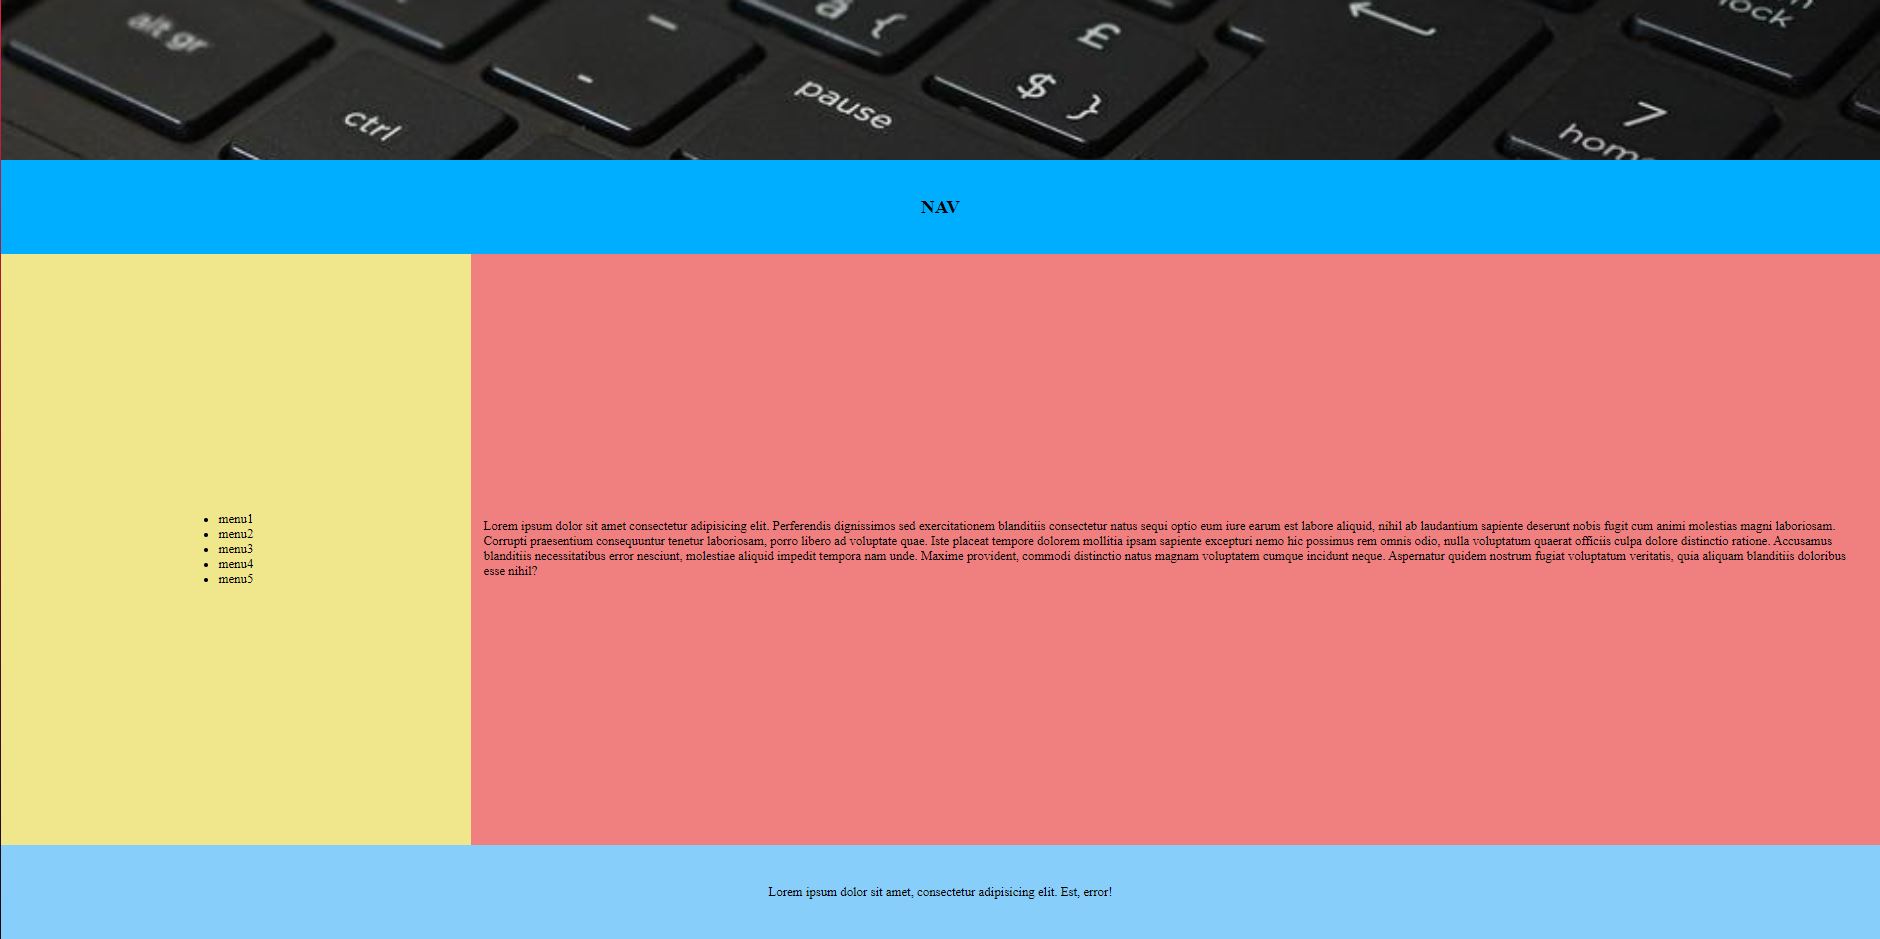 alt gr
-
a {
£
lock
-
$ }
pause
7
ctrl
home
NAV
menu1
menu2
menu3
menu4
menu5
Lorem ipsum dolor sit amet consectetur adipisicing elit. Perferendis dignissimos sed exercitationem blanditiis consectetur natus sequi optio eum iure earum est labore aliquid, nihil ab laudantium sapiente deserunt nobis fugit cum animi molestias magni laboriosam.
Corrupti praesentium consequuntur tenetur laboriosam, porro libero ad voluptate quae. Iste placeat tempore dolorem mollitia ipsam sapiente excepturi nemo hic possimus rem omnis odio, nulla voluptatum quaerat officiis culpa dolore distinctio ratione. Accusamus
blanditiis necessitatibus error nesciunt, molestiae aliquid impedit tempora nam unde. Maxime provident, commodi distinctio natus magnam voluptatem cumque incidunt neque. Aspernatur quidem nostrum fugiat voluptatum veritatis, quia aliquam blanditiis doloribus
esse nihil?
Lorem ipsum dolor sit amet, consectetur adipisicing elit. Est, error!